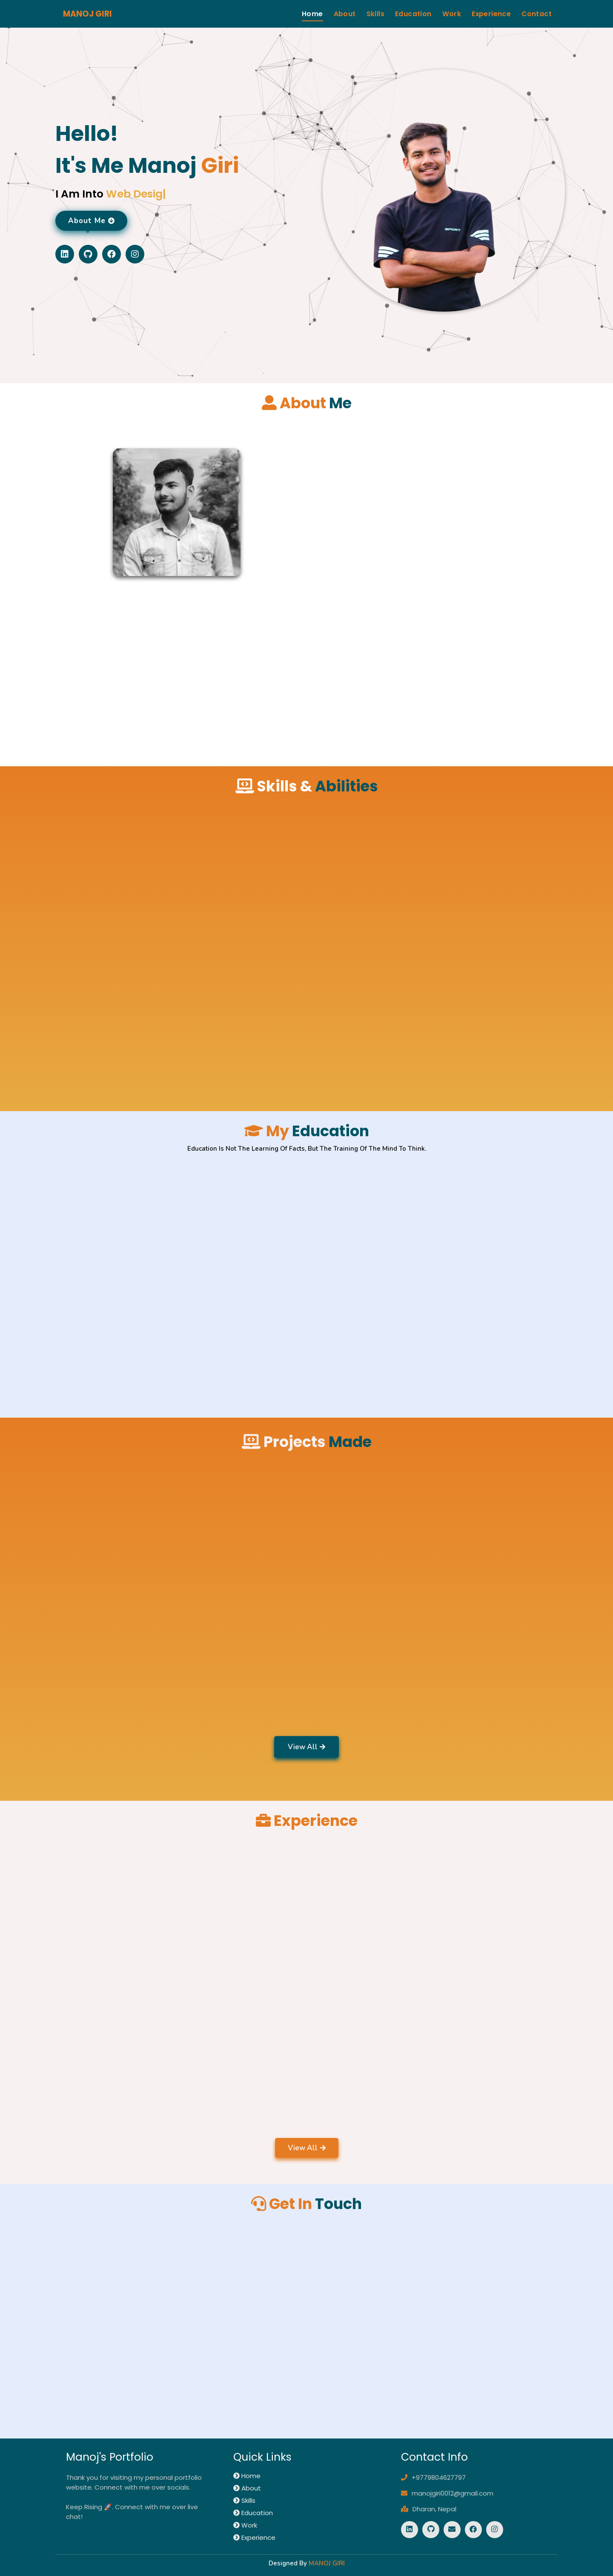 MANOJ GIRI
Home About Skills Education Work Experience Contact
Hello!
It's Me Manoj Giri
I Am Into Web Desig|
About Me
SPORT
About Me
Skills & Abilities
My Education
Education Is Not The Learning Of Facts, But The Training Of The Mind To Think.
Projects Made
View All
Experience
View All
Get In Touch
Manoj's Portfolio
Thank you for visiting my personal portfolio
website. Connect with me over socials.
Keep Rising 🚀. Connect with me over live
chat!
Quick Links
Home
About
Skills
Education
Work
Experience
Contact Info
+9779804627797
manojgiri0012@gmail.com
Dharan, Nepal
Designed By MANOJ GIRI